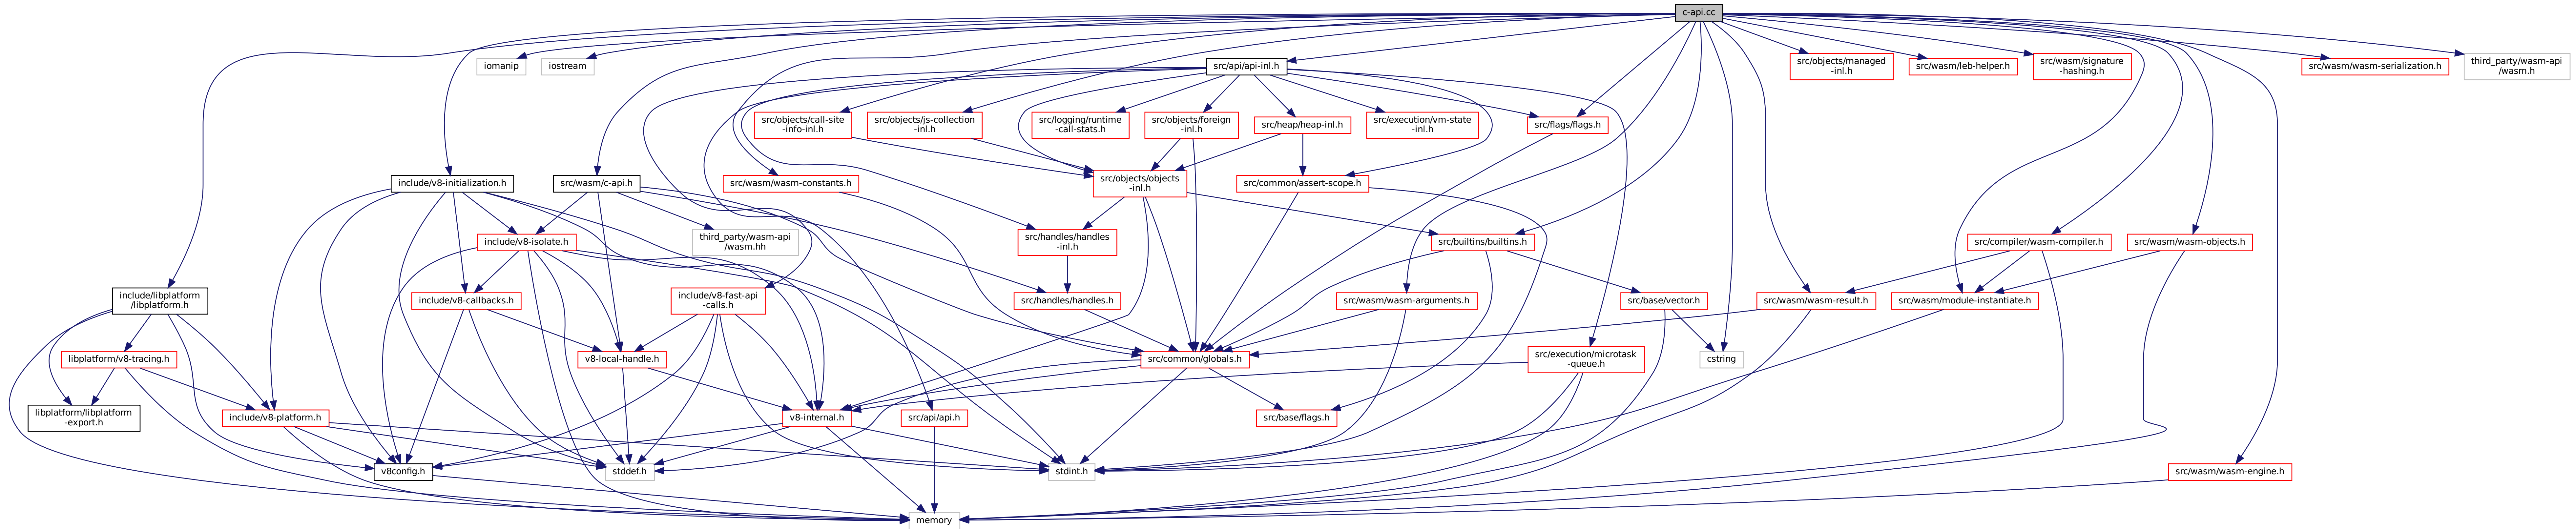 c-api.cc
iomanip
iostream
src/api/api-inl.h
src/objects/managed
-inl.h
src/wasm/leb-helper.h
src/wasm/signature
-hashing.h
src/wasm/wasm-serialization.h
third_party/wasm-api
/wasm.h
src/objects/call-site
-info-inl.h
src/objects/js-collection
-inl.h
src/logging/runtime
-call-stats.h
src/objects/foreign
-inl.h
src/heap/heap-inl.h
src/execution/vm-state
-inl.h
src/flags/flags.h
include/v8-initialization.h
src/wasm/c-api.h
src/wasm/wasm-constants.h
src/objects/objects
-inl.h
src/common/assert-scope.h
include/v8-isolate.h
third_party/wasm-api
/wasm.hh
src/handles/handles
-inl.h
src/builtins/builtins.h
src/compiler/wasm-compiler.h
src/wasm/wasm-objects.h
include/libplatform
/libplatform.h
include/v8-callbacks.h
include/v8-fast-api
-calls.h
src/handles/handles.h
src/wasm/wasm-arguments.h
src/base/vector.h
src/wasm/wasm-result.h
src/wasm/module-instantiate.h
libplatform/v8-tracing.h
v8-local-handle.h
src/common/globals.h
src/execution/microtask
-queue.h
cstring
libplatform/libplatform
-export.h
include/v8-platform.h
v8-internal.h
src/api/api.h
src/base/flags.h
v8config.h
stddef.h
stdint.h
src/wasm/wasm-engine.h
memory